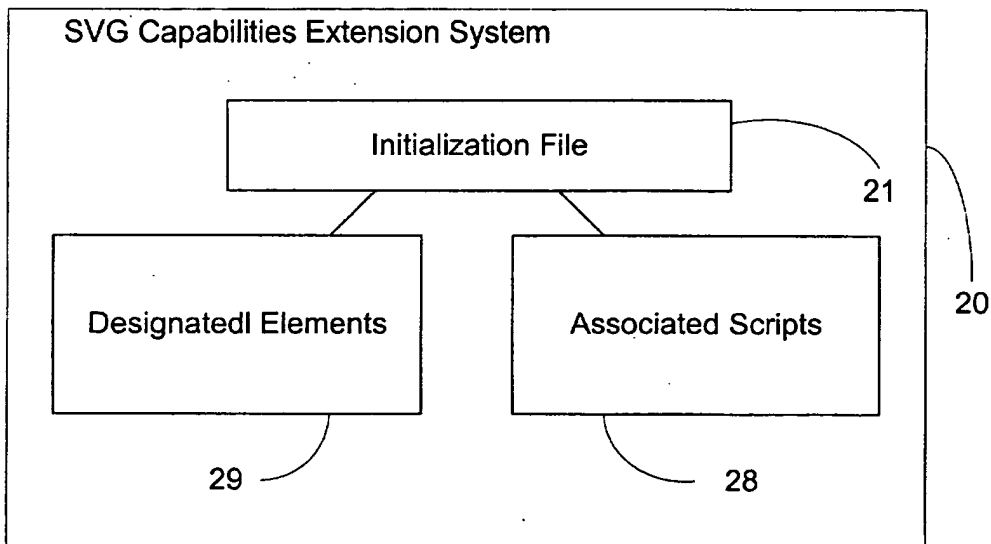 SVG Capabilities Extension System
Initialization File
21
20
Designatedl Elements
Associated Scripts
29
28